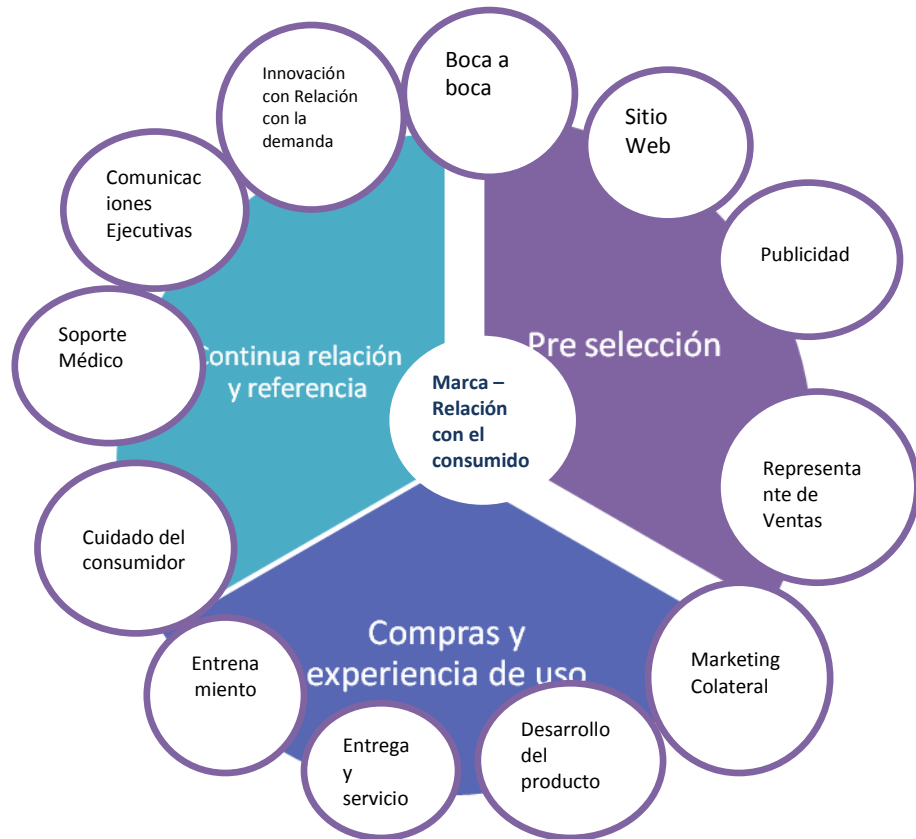 Boca a
boca
Sitio
Web
Publicidad
Representa
nte de
Ventas
Marketing
Colateral
Desarrollo
del
producto
Entrega
y
servicio
Entrena
miento
Cuidado del
consumidor
Soporte
Médico
Comunicac
iones
Ejecutivas
Innovación
con Relación
con la
demanda
Pre selección
Compras y
experiencia de uso
Continua relación
y referencia
Marca –
Relación
con el
consumido